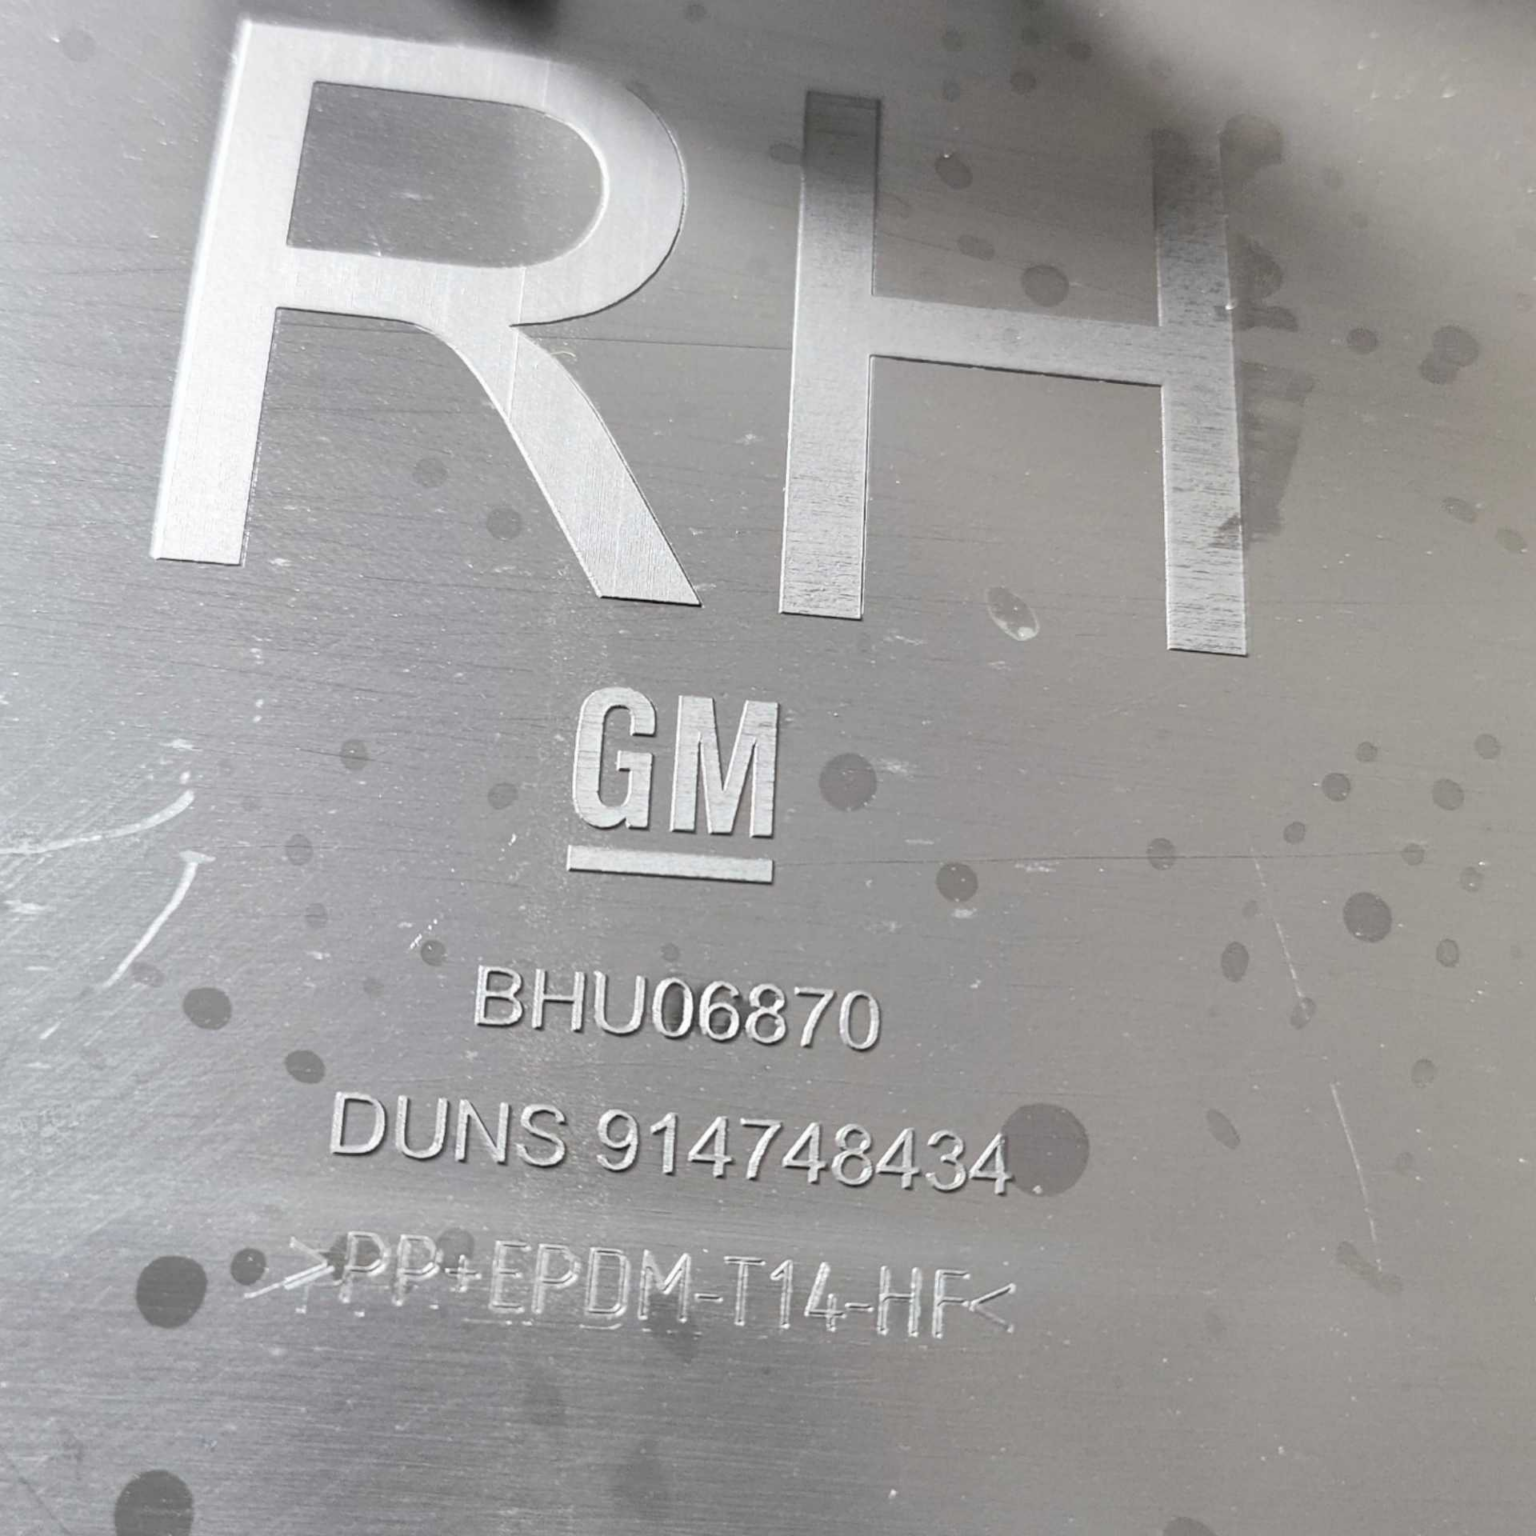 RH
GM
BHU06870
DUNS 914748434
>PP+EPDM-T14-HF<